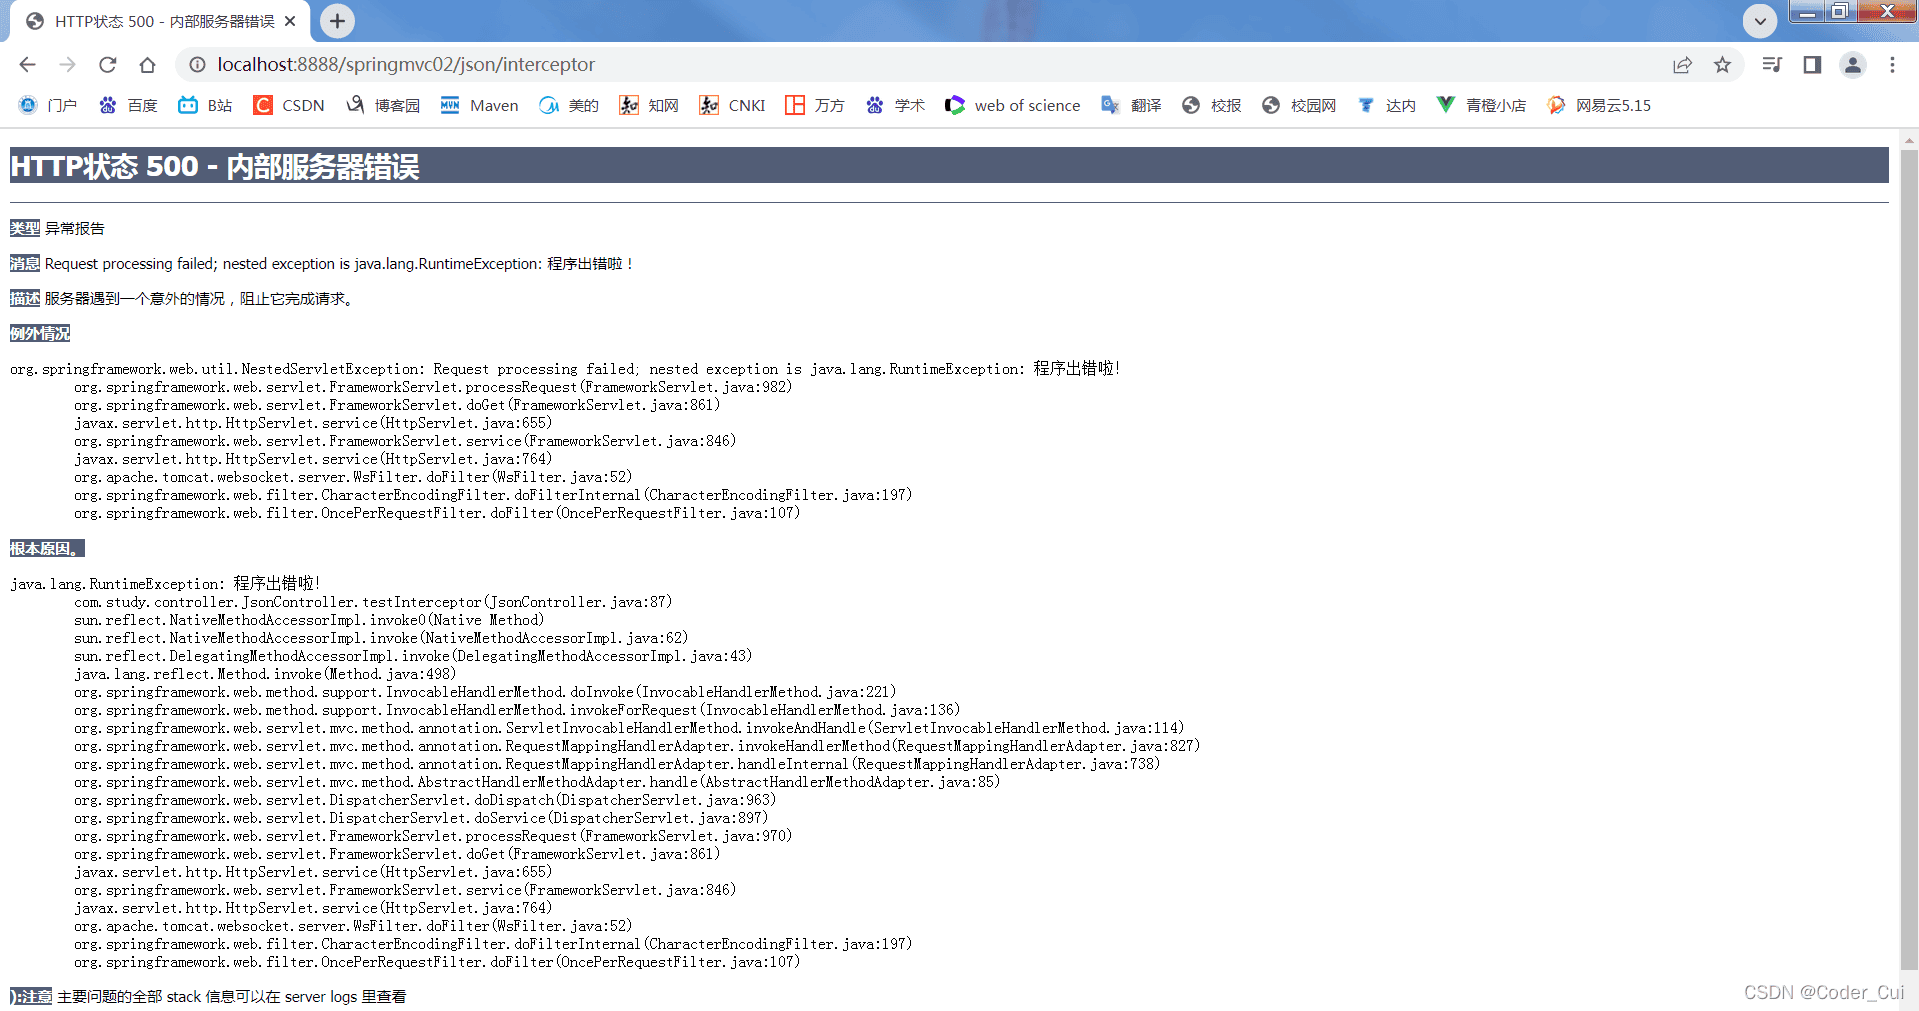 HTTP状态 500 - 内部服务器错误
localhost:8888/springmvc02/json/interceptor
门户 百度 B站 CSDN 博客园 Maven 美的 知网 CNKI 万方 学术 web of science 翻译 校报 校园网 达内 青橙小店 网易云5.15
HTTP状态 500 - 内部服务器错误
类型 异常报告
消息 Request processing failed; nested exception is java.lang.RuntimeException: 程序出错啦！
描述 服务器遇到一个意外的情况，阻止它完成请求。
例外情况
org.springframework.web.util.NestedServletException: Request processing failed; nested exception is java.lang.RuntimeException: 程序出错啦!
org.springframework.web.servlet.FrameworkServlet.processRequest(FrameworkServlet.java:982)
org.springframework.web.servlet.FrameworkServlet.doGet(FrameworkServlet.java:861)
javax.servlet.http.HttpServlet.service(HttpServlet.java:655)
org.springframework.web.servlet.FrameworkServlet.service(FrameworkServlet.java:846)
javax.servlet.http.HttpServlet.service(HttpServlet.java:764)
org.apache.tomcat.websocket.server.WsFilter.doFilter(WsFilter.java:52)
org.springframework.web.filter.CharacterEncodingFilter.doFilterInternal(CharacterEncodingFilter.java:197)
org.springframework.web.filter.OncePerRequestFilter.doFilter(OncePerRequestFilter.java:107)
根本原因。
java.lang.RuntimeException: 程序出错啦!
com.study.controller.JsonController.testInterceptor(JsonController.java:87)
sun.reflect.NativeMethodAccessorImpl.invoke0(Native Method)
sun.reflect.NativeMethodAccessorImpl.invoke(NativeMethodAccessorImpl.java:62)
sun.reflect.DelegatingMethodAccessorImpl.invoke(DelegatingMethodAccessorImpl.java:43)
java.lang.reflect.Method.invoke(Method.java:498)
org.springframework.web.method.support.InvocableHandlerMethod.doInvoke(InvocableHandlerMethod.java:221)
org.springframework.web.method.support.InvocableHandlerMethod.invokeForRequest(InvocableHandlerMethod.java:136)
org.springframework.web.servlet.mvc.method.annotation.ServletInvocableHandlerMethod.invokeAndHandle(ServletInvocableHandlerMethod.java:114)
org.springframework.web.servlet.mvc.method.annotation.RequestMappingHandlerAdapter.invokeHandlerMethod(RequestMappingHandlerAdapter.java:827)
org.springframework.web.servlet.mvc.method.annotation.RequestMappingHandlerAdapter.handleInternal(RequestMappingHandlerAdapter.java:738)
org.springframework.web.servlet.mvc.method.AbstractHandlerMethodAdapter.handle(AbstractHandlerMethodAdapter.java:85)
org.springframework.web.servlet.DispatcherServlet.doDispatch(DispatcherServlet.java:963)
org.springframework.web.servlet.DispatcherServlet.doService(DispatcherServlet.java:897)
org.springframework.web.servlet.FrameworkServlet.processRequest(FrameworkServlet.java:970)
org.springframework.web.servlet.FrameworkServlet.doGet(FrameworkServlet.java:861)
javax.servlet.http.HttpServlet.service(HttpServlet.java:655)
org.springframework.web.servlet.FrameworkServlet.service(FrameworkServlet.java:846)
javax.servlet.http.HttpServlet.service(HttpServlet.java:764)
org.apache.tomcat.websocket.server.WsFilter.doFilter(WsFilter.java:52)
org.springframework.web.filter.CharacterEncodingFilter.doFilterInternal(CharacterEncodingFilter.java:197)
org.springframework.web.filter.OncePerRequestFilter.doFilter(OncePerRequestFilter.java:107)
):注意 主要问题的全部 stack 信息可以在 server logs 里查看
CSDN @Coder_Cui